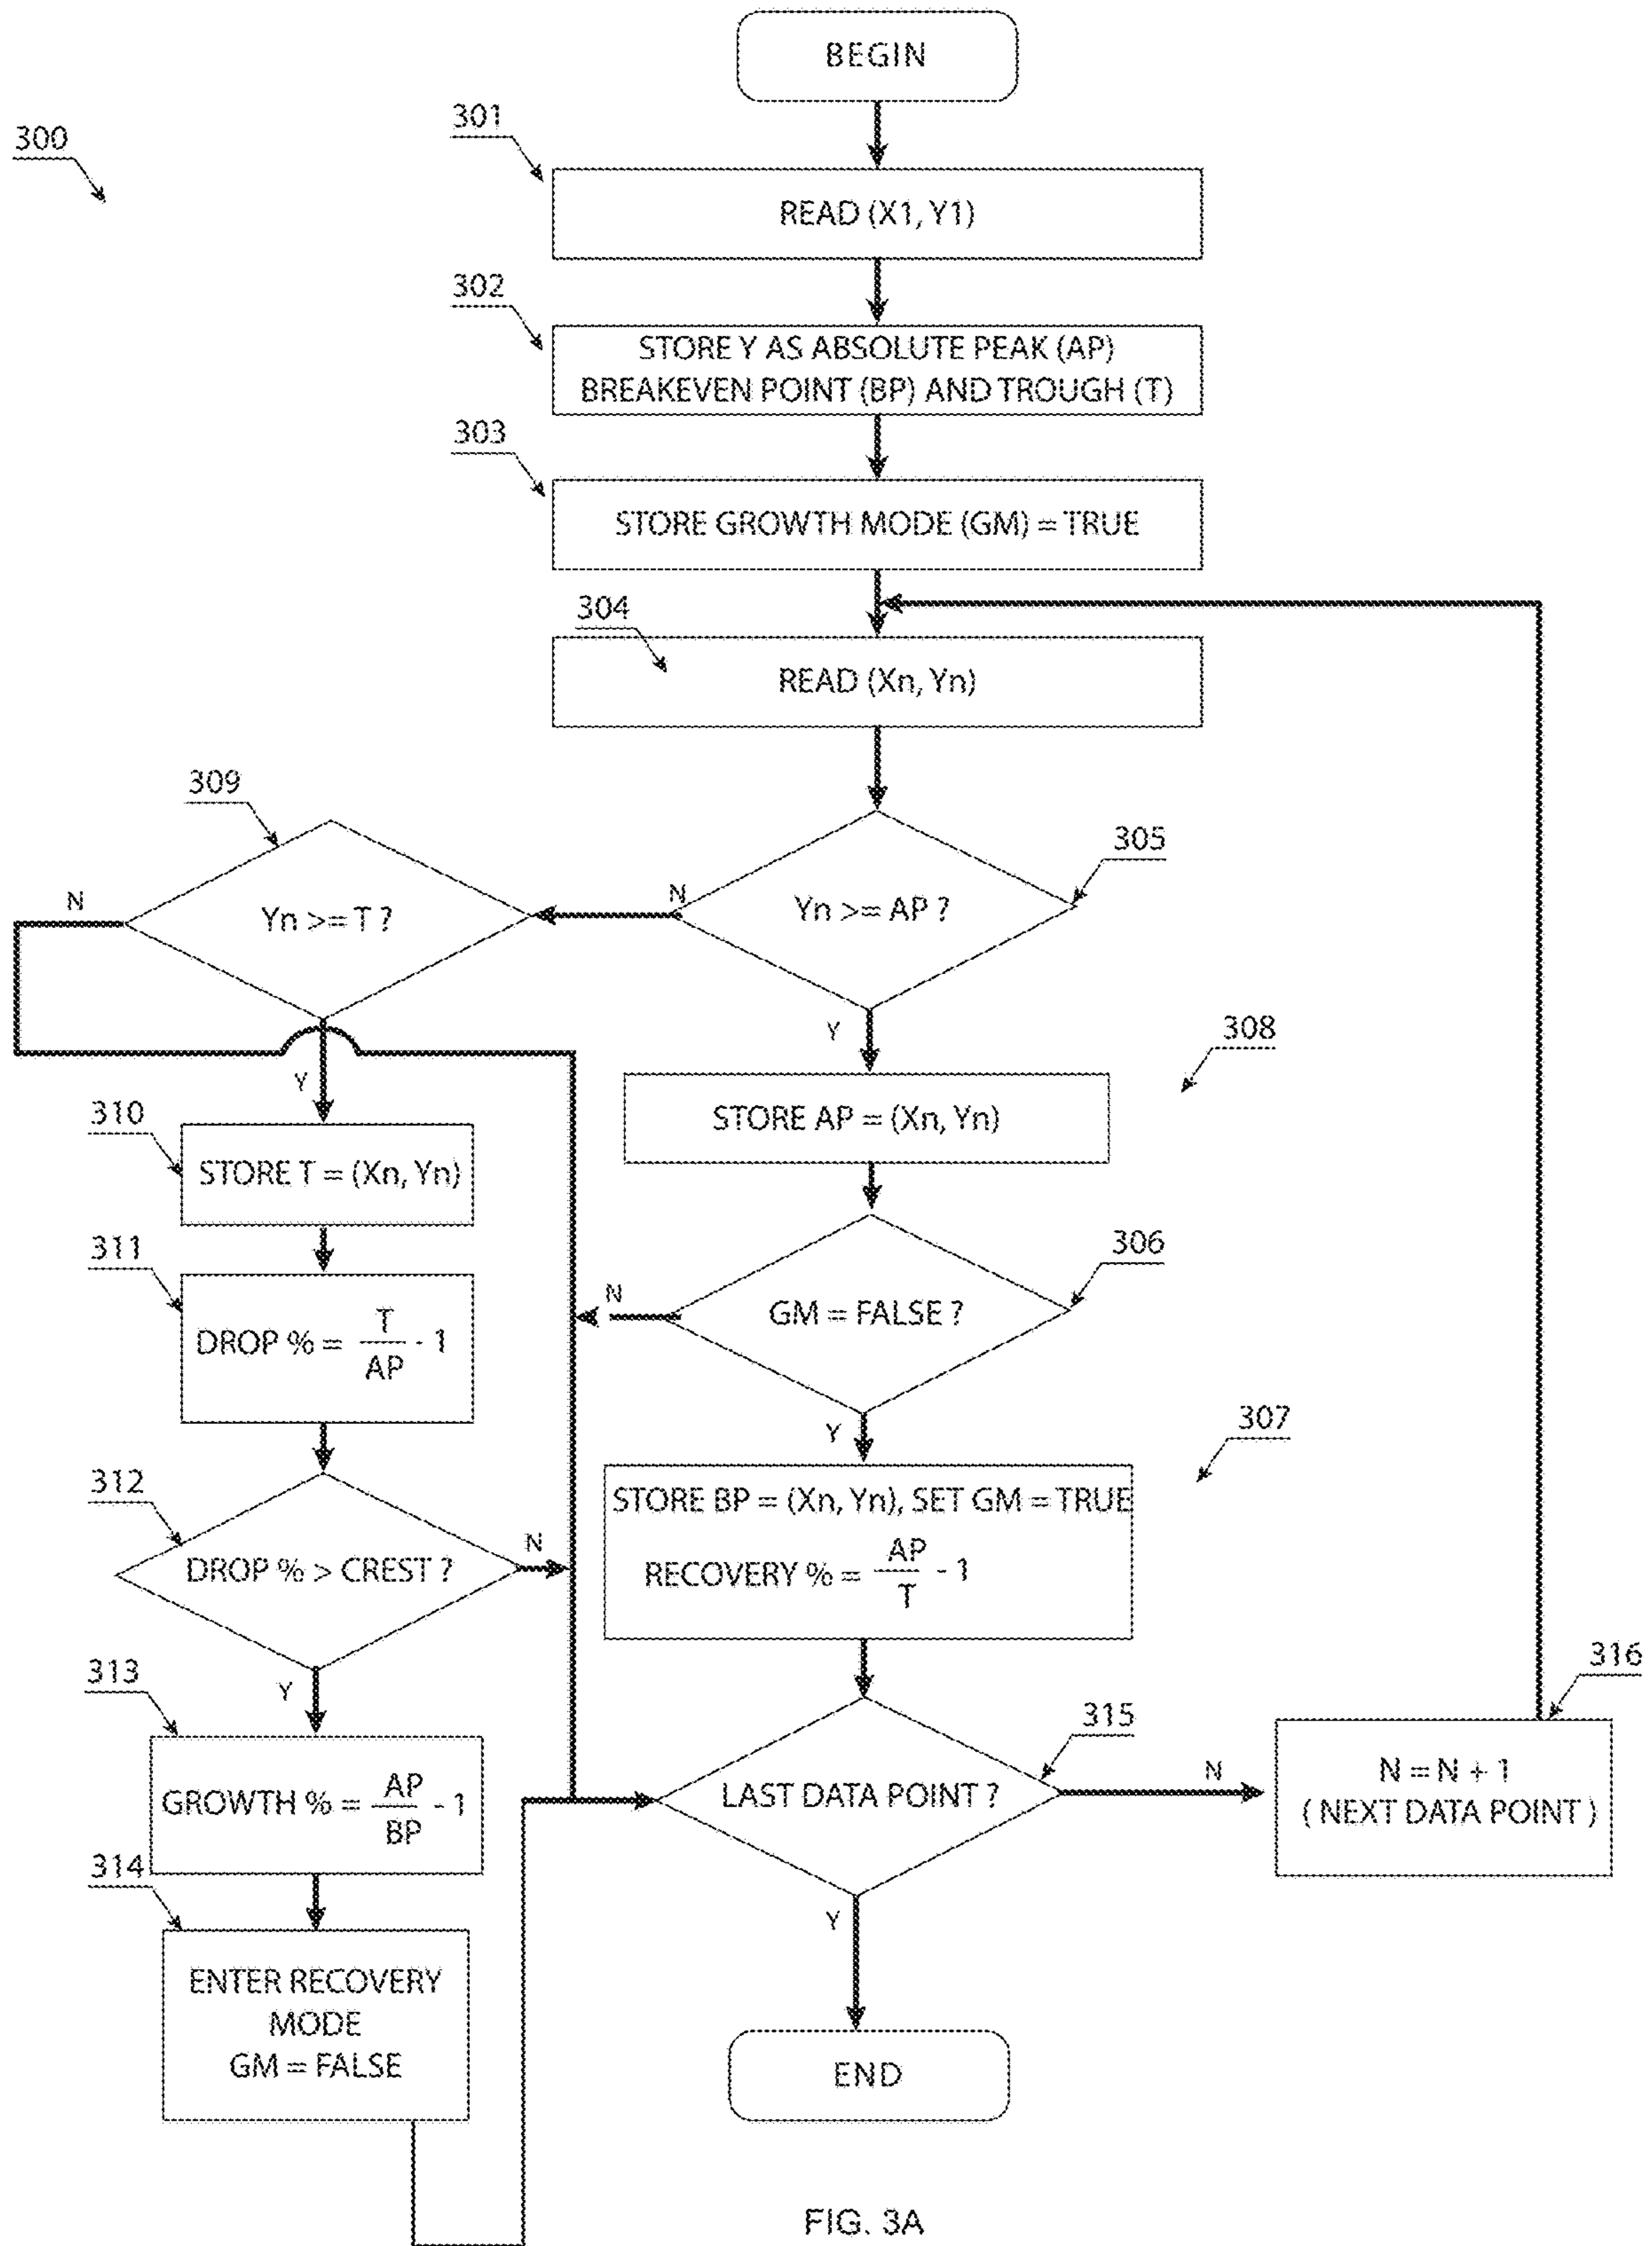 BEGIN
300
301
READ (X1, Y1)
302
STORE Y AS ABSOLUTE PEAK (AP)
BREAKEVEN POINT (BP) AND TROUGH (T)
303
STORE GROWTH MODE (GM) = TRUE
304
READ (Xn, Yn)
309
305
N
Yn >= T ?
N
Yn >= AP ?
Y
308
Y
310
STORE AP = (Xn, Yn)
STORE T = (Xn, Yn)
311
306
N
GM = FALSE ?
DROP % = T
AP
- 1
Y
307
312
STORE BP = (Xn, Yn), SET GM = TRUE
N
DROP % > CREST ?
RECOVERY % = AP
T
- 1
313
Y
316
315
N
N = N + 1
( NEXT DATA POINT )
LAST DATA POINT ?
GROWTH % = AP
BP
- 1
314
Y
ENTER RECOVERY
MODE
GM = FALSE
END
FIG. 3A